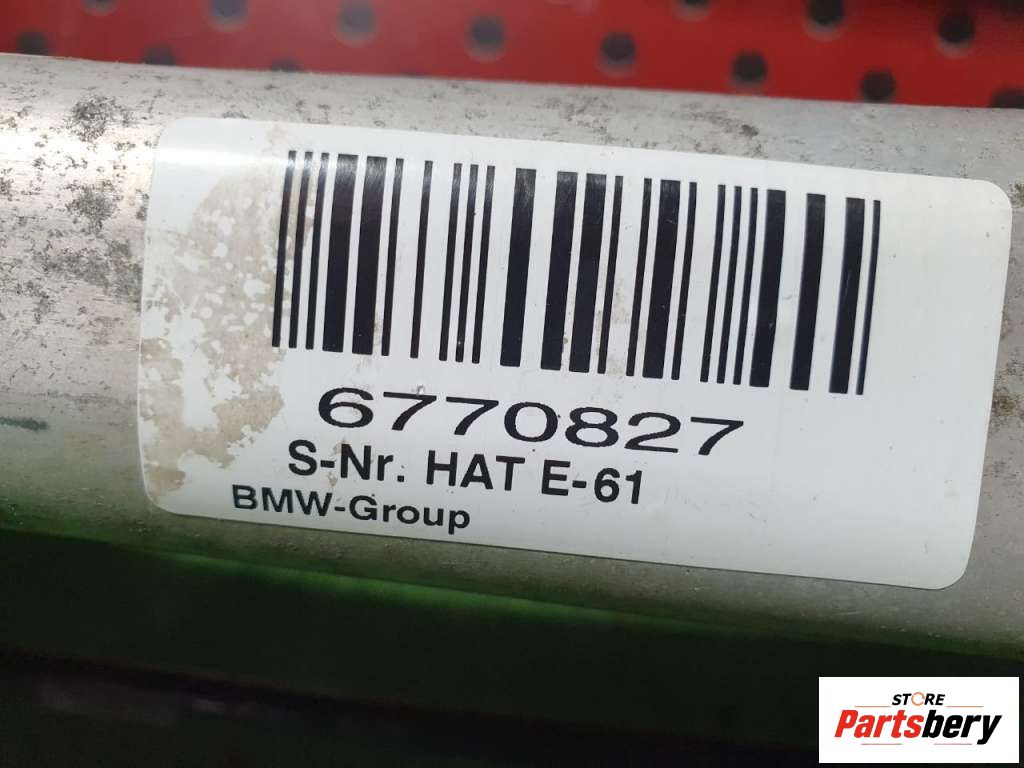 6770827
S-Nr. HAT E-61
BMW-Group
STORE
Partsbery